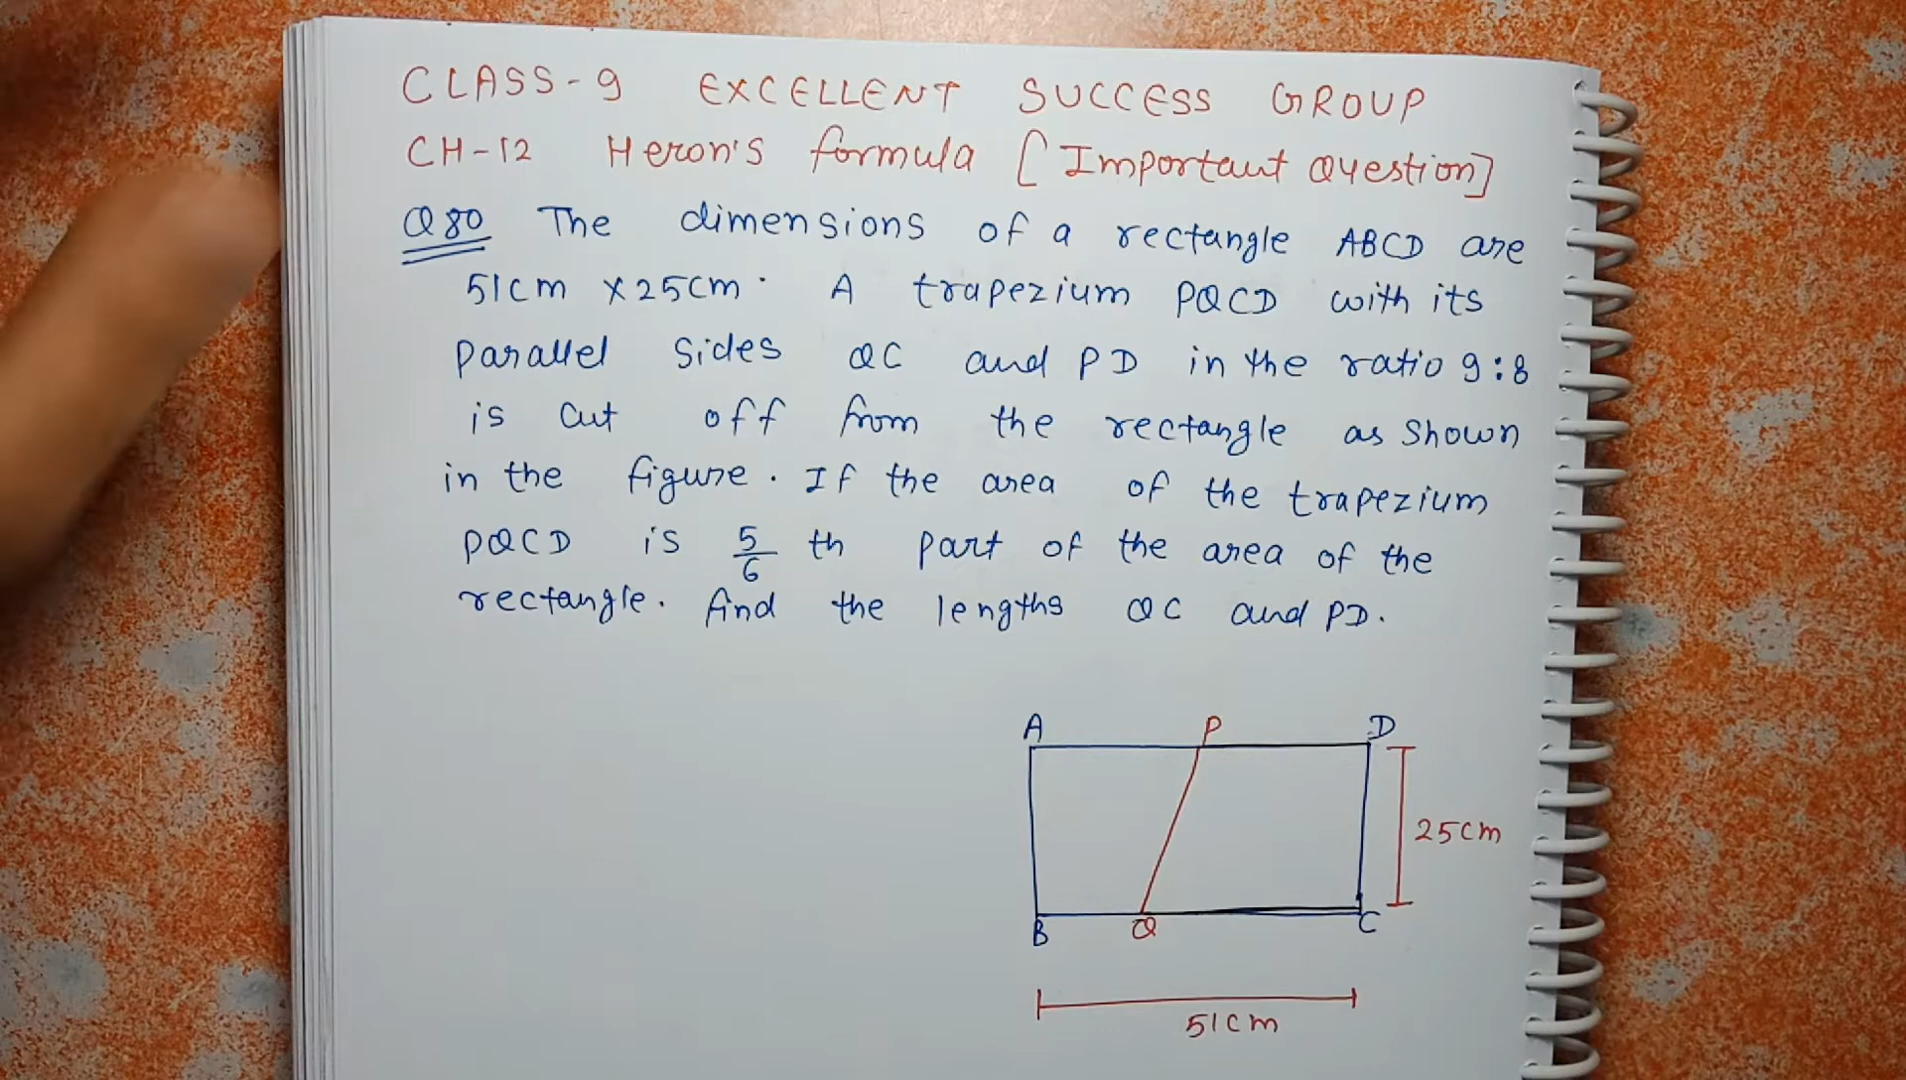 CLASS-9 EXCELLENT SUCCESS GROUP
CH-12 Heron's formula [Important Question]
Q80 The dimensions of a rectangle ABCD are
51cm x 25cm. A trapezium PQCD with its
parallel sides QC and PD in the ratio 9:8
is cut off from the rectangle as shown
in the figure. If the area of the trapezium
PQCD is 5/6 th part of the area of the
rectangle. find the lengths QC and PD.
A P D
25cm
B Q C
51cm